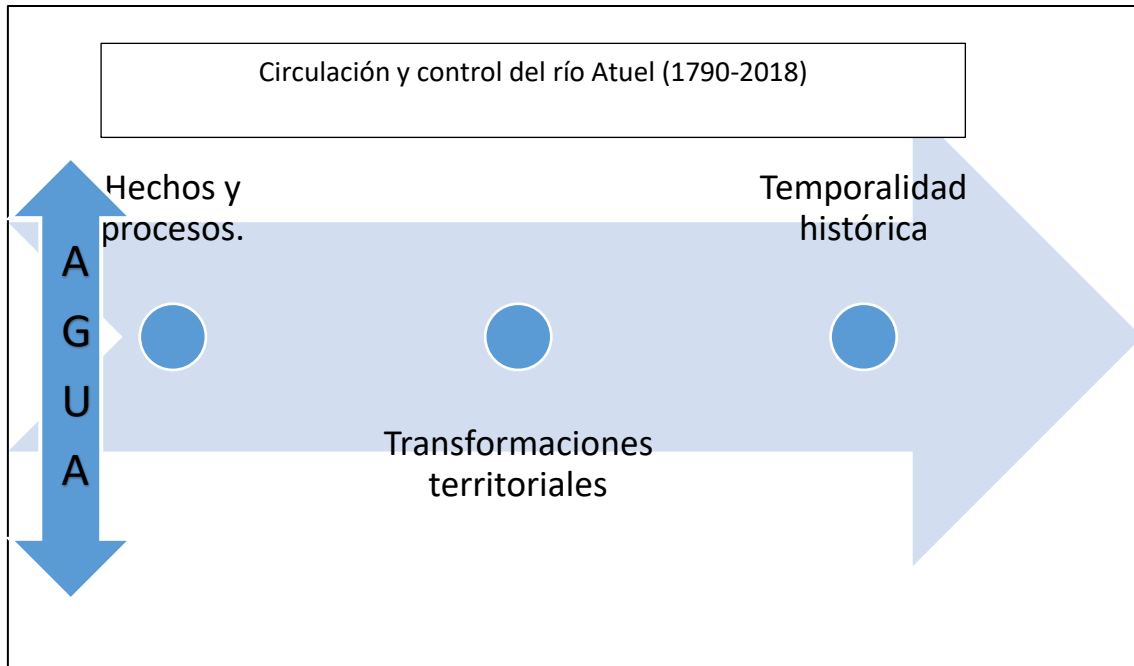 Circulación y control del río Atuel (1790-2018)
Hechos y
procesos.
Temporalidad
histórica
A
G
U
A
Transformaciones
territoriales